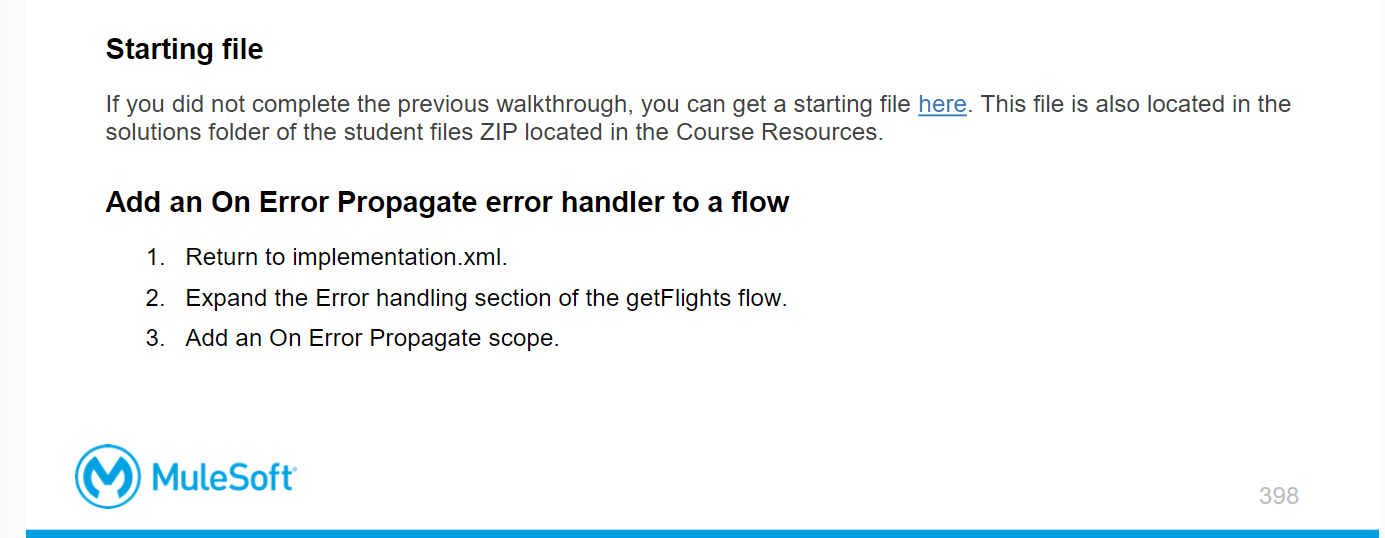 Starting file
If you did not complete the previous walkthrough, you can get a starting file here. This file is also located in the
solutions folder of the student files ZIP located in the Course Resources.
Add an On Error Propagate error handler to a flow
1. Return to implementation.xml.
2. Expand the Error handling section of the getFlights flow.
3. Add an On Error Propagate scope.
MuleSoft
398